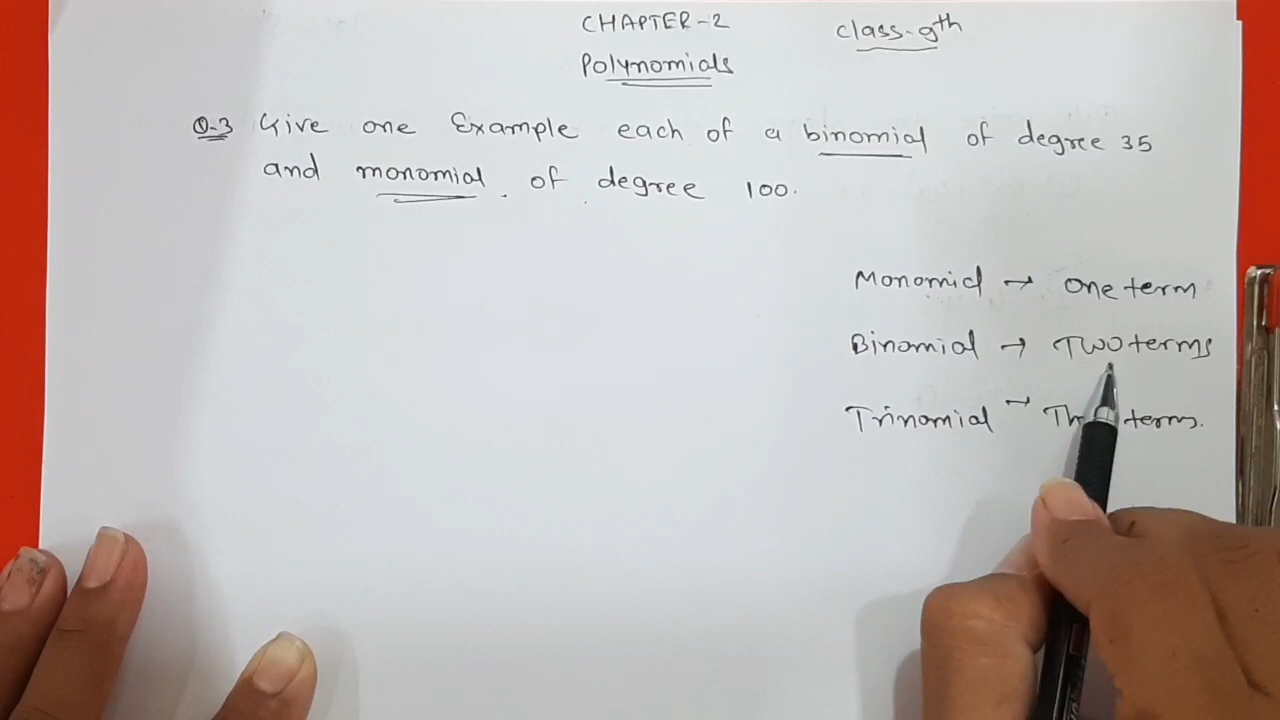 CHAPTER-2
Class-9th
Polynomials
Q-3 Give one Example each of a binomial of degree 35
and monomial of degree 100.
Monomial → One term
Binomial → Two terms
Trinomial → terms.